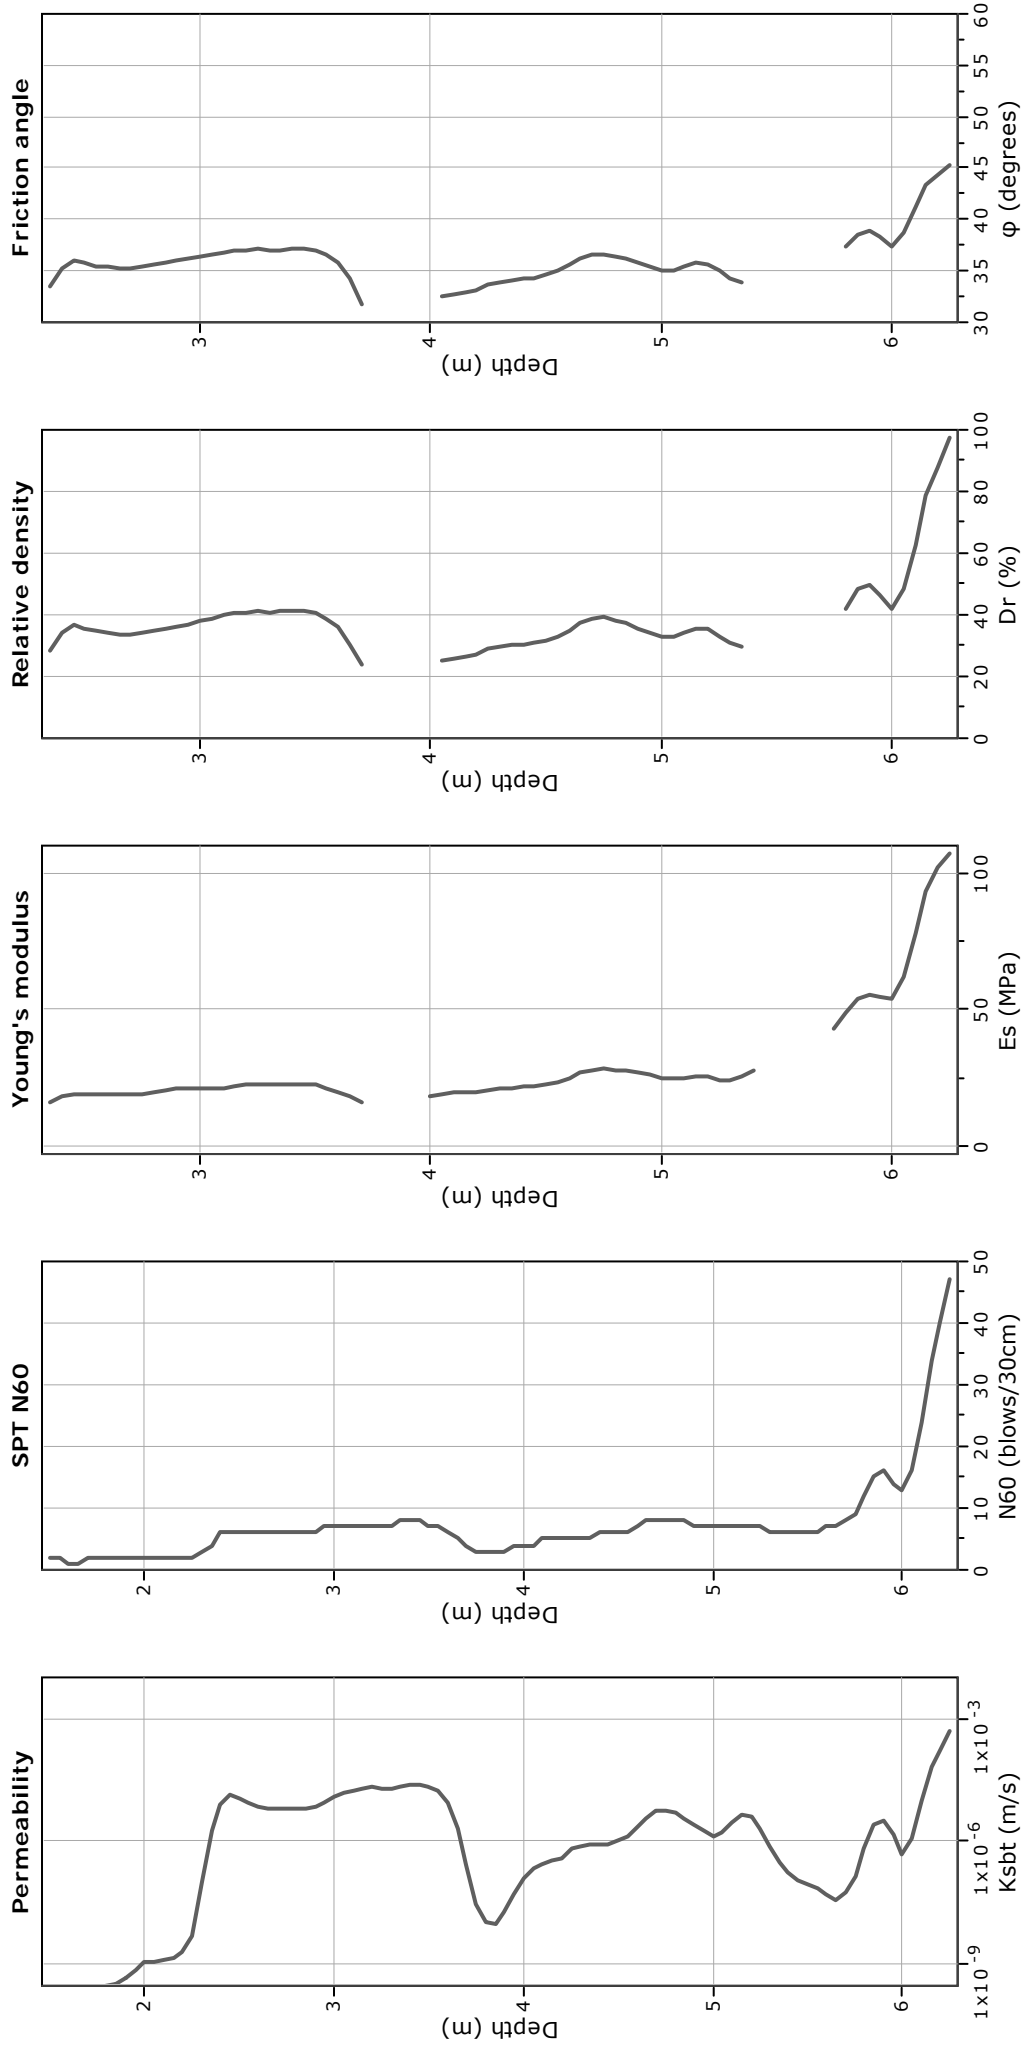 Permeability
Depth (m)
2
3
4
5
6
1x10-9
1x10-6
1x10-3
Ksbt (m/s)
SPT N60
Depth (m)
2
3
4
5
6
0
10
20
30
40
50
N60 (blows/30cm)
Young's modulus
Depth (m)
3
4
5
6
0
50
100
Es (MPa)
Relative density
Depth (m)
3
4
5
6
0
20
40
60
80
100
Dr (%)
Friction angle
Depth (m)
3
4
5
6
30
35
40
45
50
55
60
φ (degrees)